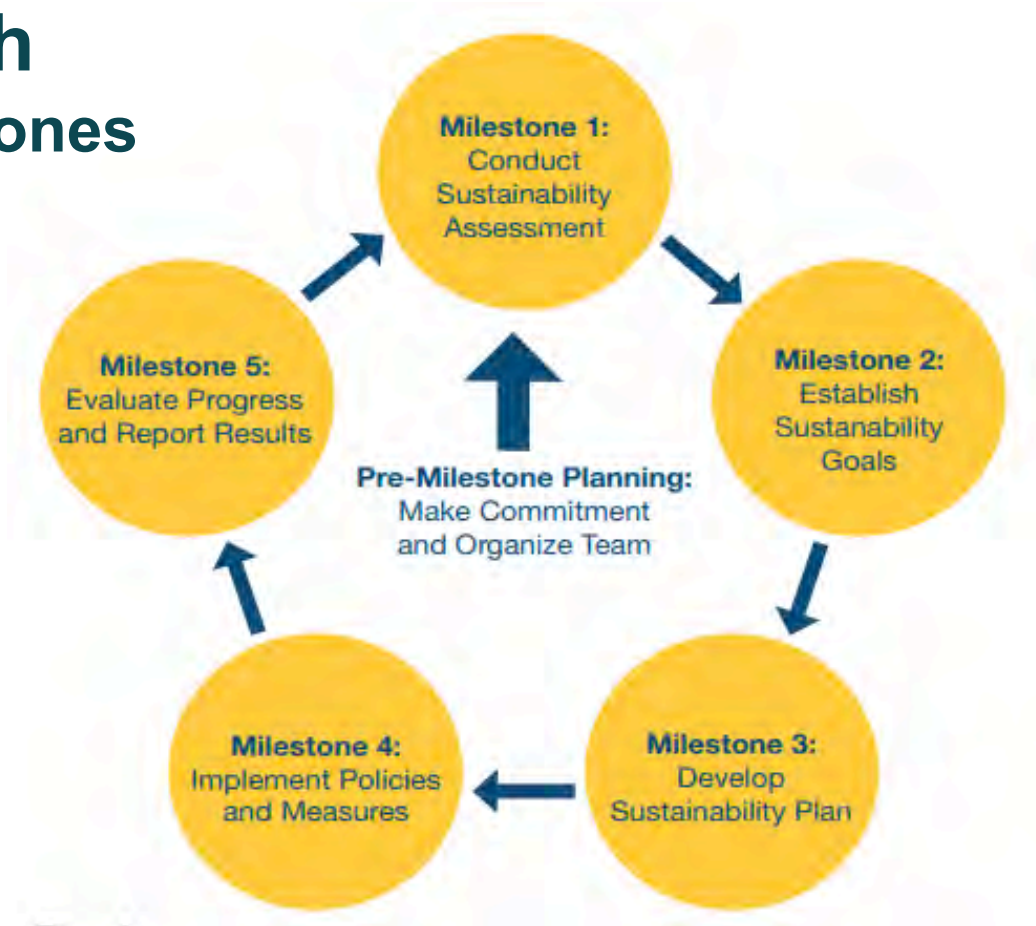 h
ones
Milestone 1:
Conduct
Sustainability
Assessment
Milestone 2:
Establish
Sustanability
Goals
Milestone 3:
Develop
Sustainability Plan
Milestone 4:
Implement Policies
and Measures
Milestone 5:
Evaluate Progress
and Report Results
Pre-Milestone Planning:
Make Commitment
and Organize Team